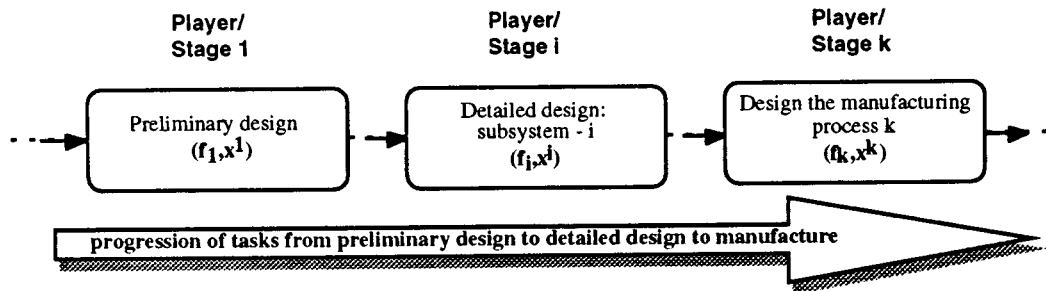 Player/
Stage 1
Player/
Stage i
Player/
Stage k
Preliminary design
(f1,x1)
Detailed design:
subsystem - i
(fi,xi)
Design the manufacturing
process k
(fk,xk)
progression of tasks from preliminary design to detailed design to manufacture